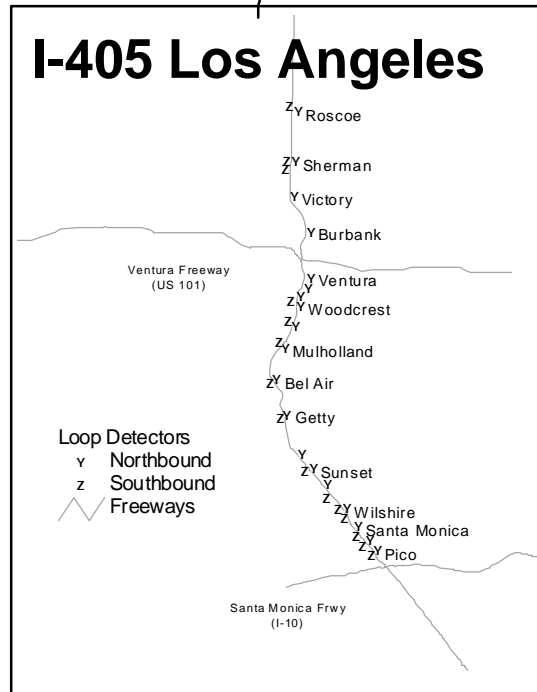 I-405 Los Angeles
Z Y Roscoe
Z Y Sherman
Z
Y Victory
Y Burbank
Ventura Freeway
(US 101)
Y Ventura
Y
Z Y
Y Woodcrest
Z Y
Z Y Mulholland
Z Y Bel Air
Z Y Getty
Loop Detectors
Y Northbound
Z Southbound
Freeways
Y
Z Y Sunset
Y
Z
Z Y Wilshire
Z
Y Santa Monica
Z Y
Z
Z Y Pico
Santa Monica Frwy
(I-10)